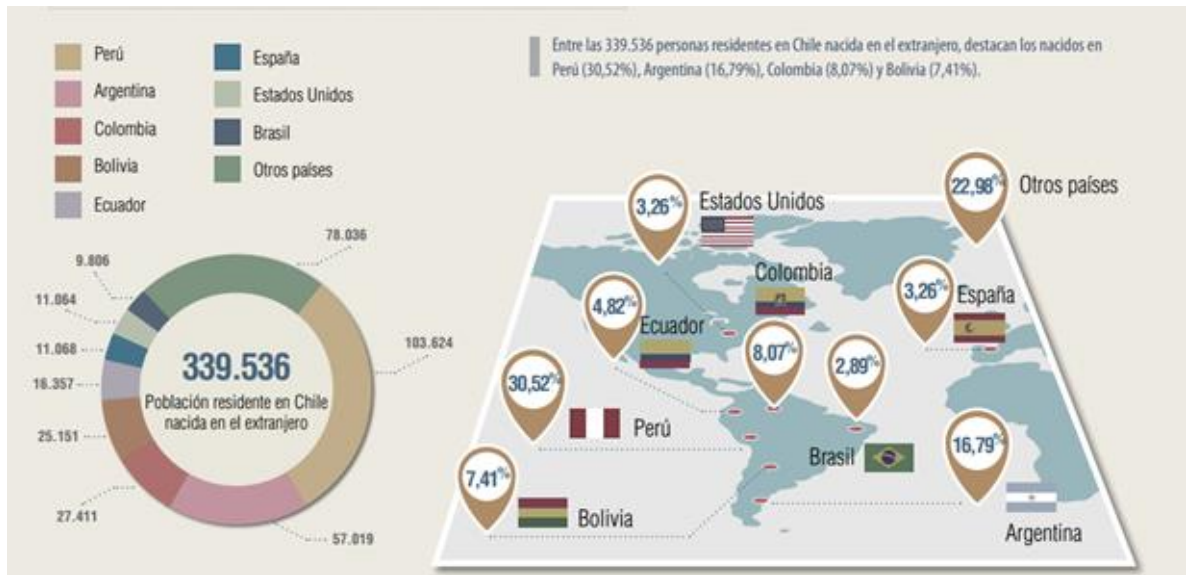 Perú
Argentina
Colombia
Bolivia
Ecuador
España
Estados Unidos
Brasil
Otros países
Entre las 339.536 personas residentes en Chile nacida en el extranjero, destacan los nacidos en
Perú (30,52%), Argentina (16,79%), Colombia (8,07%) y Bolivia (7,41%).
78.036
9.806
11.064
11.068
16.357
25.151
27.411
57.019
103.624
339.536
Población residente en Chile
nacida en el extranjero
3,26%
Estados Unidos
22,98%
Otros países
4,82%
Ecuador
Colombia
8,07%
3,26%
España
30,52%
Perú
2,89%
Brasil
7,41%
Bolivia
16,79%
Argentina